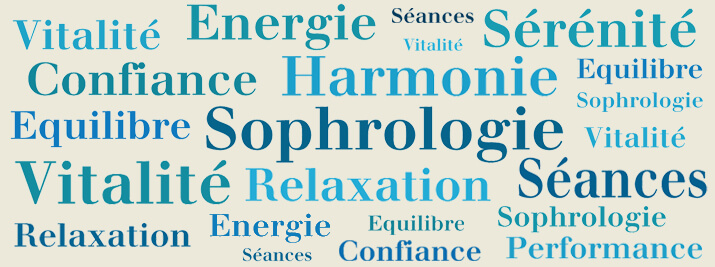 Vitalité Energie Séances Sérénité
Vitalité
Confiance Harmonie Equilibre
Sophrologie
Equilibre Sophrologie Vitalité
Vitalité Relaxation Séances
Relaxation Energie Equilibre Sophrologie
Séances Confiance Performance